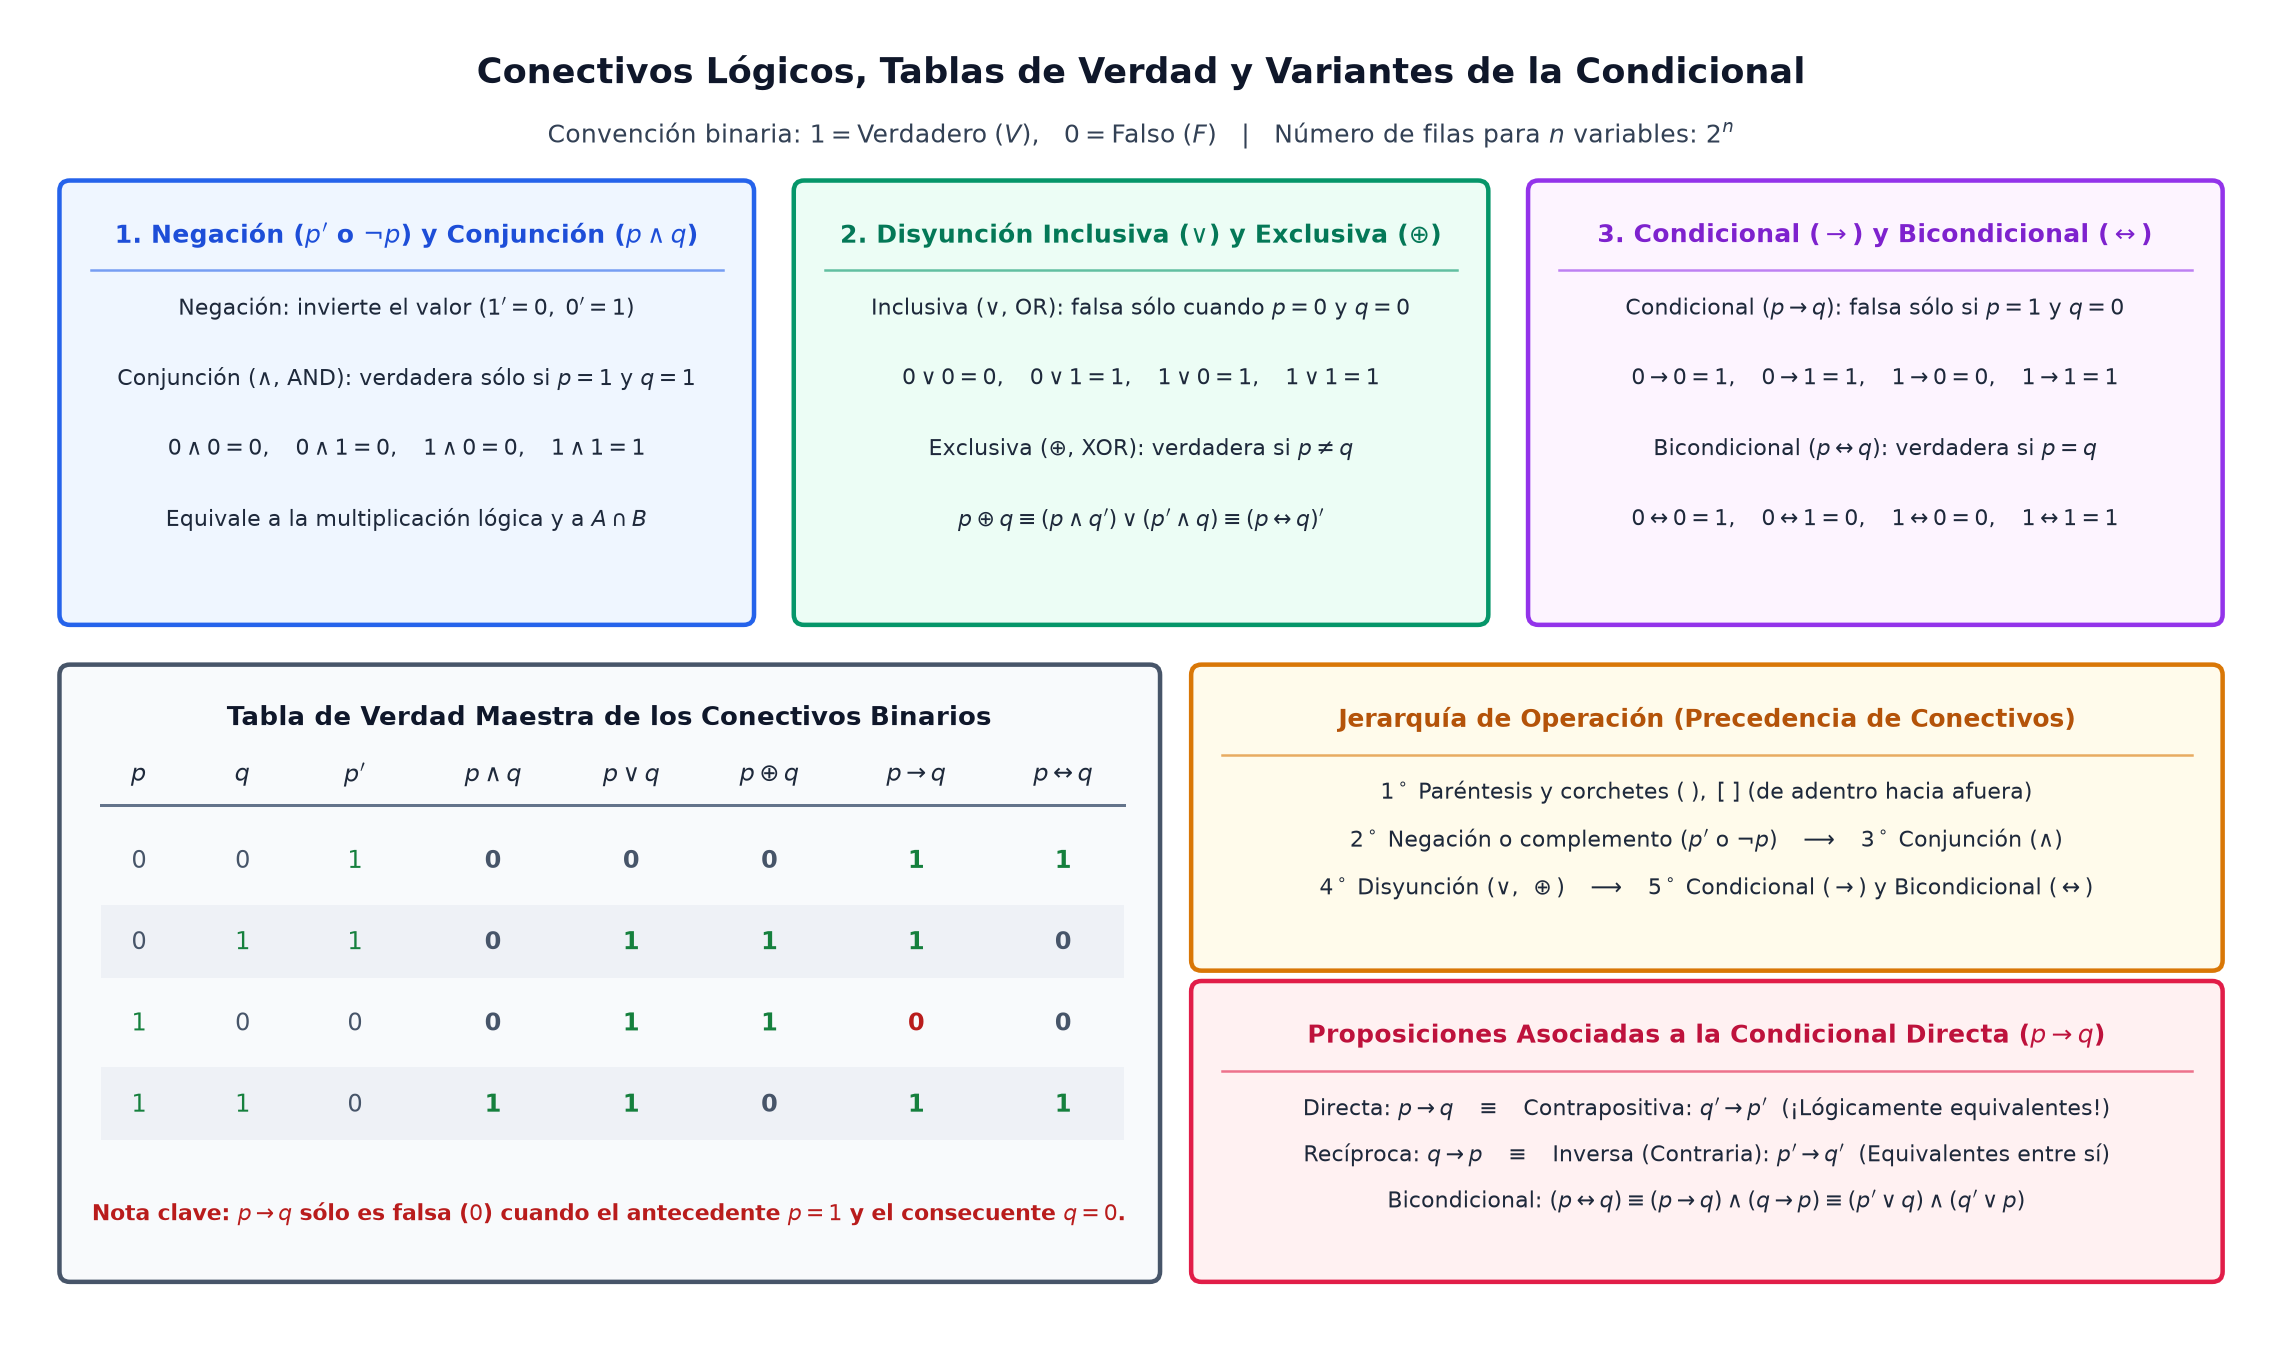 Conectivos Lógicos, Tablas de Verdad y Variantes de la Condicional
Convención binaria: 1 = Verdadero (V), 0 = Falso (F) | Número de filas para n variables: 2ⁿ
1. Negación (p′ o ¬p) y Conjunción (p ∧ q)
Negación: invierte el valor (1′ = 0, 0′ = 1)
Conjunción (∧, AND): verdadera sólo si p = 1 y q = 1
0 ∧ 0 = 0, 0 ∧ 1 = 0, 1 ∧ 0 = 0, 1 ∧ 1 = 1
Equivale a la multiplicación lógica y a A ∩ B
2. Disyunción Inclusiva (∨) y Exclusiva (⊕)
Inclusiva (∨, OR): falsa sólo cuando p = 0 y q = 0
0 ∨ 0 = 0, 0 ∨ 1 = 1, 1 ∨ 0 = 1, 1 ∨ 1 = 1
Exclusiva (⊕, XOR): verdadera si p ≠ q
p ⊕ q ≡ (p ∧ q′) ∨ (p′ ∧ q) ≡ (p ↔ q)′
3. Condicional (→) y Bicondicional (↔)
Condicional (p → q): falsa sólo si p = 1 y q = 0
0 → 0 = 1, 0 → 1 = 1, 1 → 0 = 0, 1 → 1 = 1
Bicondicional (p ↔ q): verdadera si p = q
0 ↔ 0 = 1, 0 ↔ 1 = 0, 1 ↔ 0 = 0, 1 ↔ 1 = 1
Tabla de Verdad Maestra de los Conectivos Binarios
p q p′ p ∧ q p ∨ q p ⊕ q p → q p ↔ q
0 0 1 0 0 0 1 1
0 1 1 0 1 1 1 0
1 0 0 0 1 1 0 0
1 1 0 1 1 0 1 1
Nota clave: p → q sólo es falsa (0) cuando el antecedente p = 1 y el consecuente q = 0.
Jerarquía de Operación (Precedencia de Conectivos)
1° Paréntesis y corchetes ( ), [ ] (de adentro hacia afuera)
2° Negación o complemento (p′ o ¬p) ⟶ 3° Conjunción (∧)
4° Disyunción (∨, ⊕) ⟶ 5° Condicional (→) y Bicondicional (↔)
Proposiciones Asociadas a la Condicional Directa (p → q)
Directa: p → q ≡ Contrapositiva: q′ → p′ (¡Lógicamente equivalentes!)
Recíproca: q → p ≡ Inversa (Contraria): p′ → q′ (Equivalentes entre sí)
Bicondicional: (p ↔ q) ≡ (p → q) ∧ (q → p) ≡ (p′ ∨ q) ∧ (q′ ∨ p)